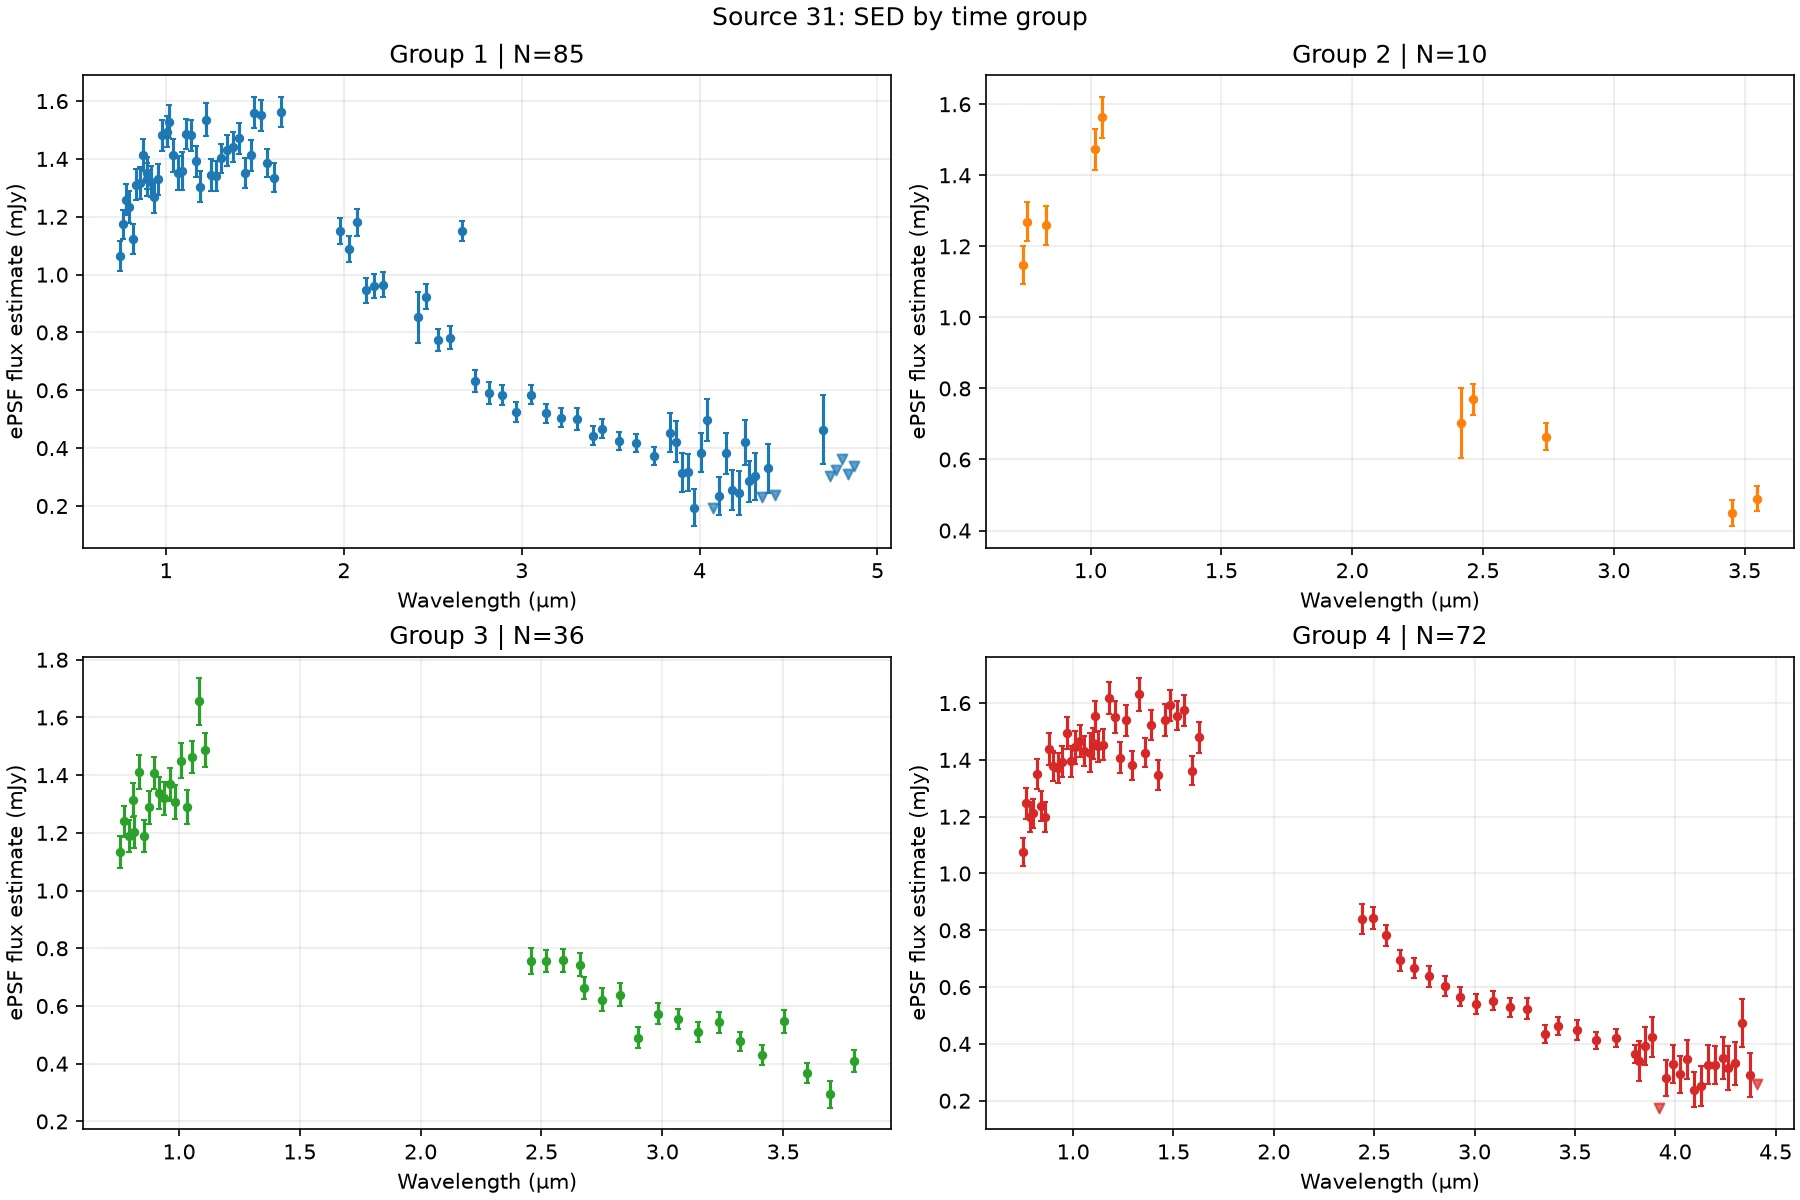 Source 31: SED by time group
Group 1 | N=85
ePSF flux estimate (mJy)
1.6
1.4
1.2
1.0
0.8
0.6
0.4
0.2
1 2 3 4 5
Wavelength (μm)
Group 2 | N=10
ePSF flux estimate (mJy)
1.6
1.4
1.2
1.0
0.8
0.6
0.4
1.0 1.5 2.0 2.5 3.0 3.5
Wavelength (μm)
Group 3 | N=36
ePSF flux estimate (mJy)
1.8
1.6
1.4
1.2
1.0
0.8
0.6
0.4
0.2
1.0 1.5 2.0 2.5 3.0 3.5
Wavelength (μm)
Group 4 | N=72
ePSF flux estimate (mJy)
1.6
1.4
1.2
1.0
0.8
0.6
0.4
0.2
1.0 1.5 2.0 2.5 3.0 3.5 4.0 4.5
Wavelength (μm)